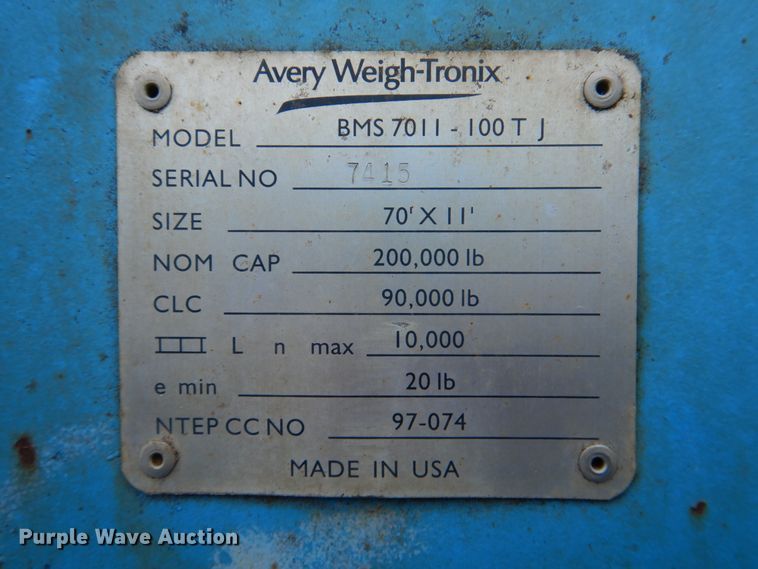 Avery Weigh-Tronix
MODEL BMS 7011 - 100 T J
SERIAL NO 7415
SIZE 70' X 11'
NOM CAP 200,000 lb
CLC 90,000 lb
III L n max 10,000
e min 20 lb
NTEP CC NO 97-074
MADE IN USA
Purple Wave Auction